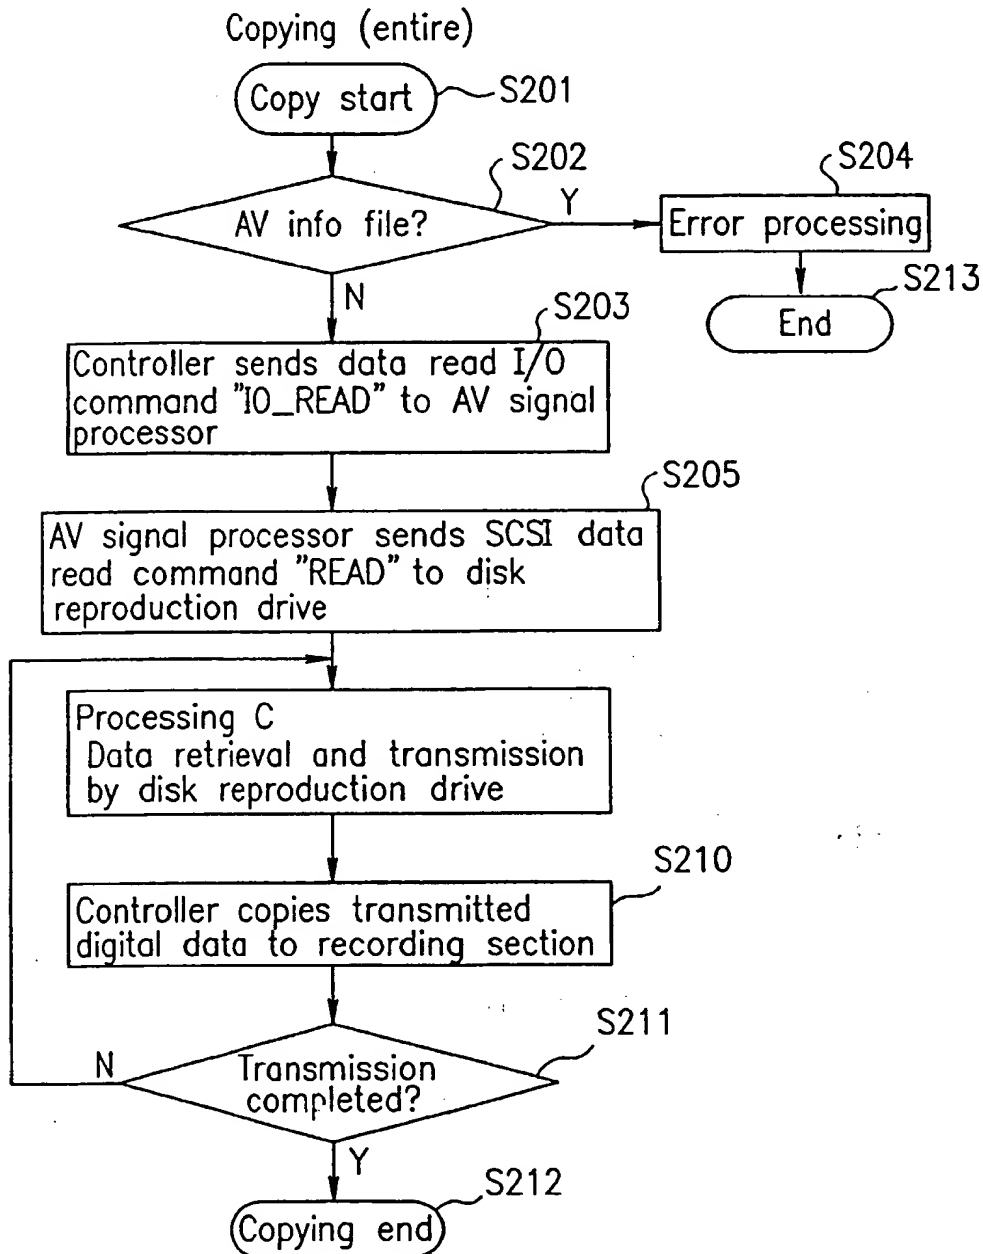 Copying (entire)
Copy start
S201
S202
AV info file?
Y
S204
Error processing
N
S213
End
S203
Controller sends data read I/O
command "IO_READ" to AV signal
processor
S205
AV signal processor sends SCSI data
read command "READ" to disk
reproduction drive
Processing C
Data retrieval and transmission
by disk reproduction drive
S210
Controller copies transmitted
digital data to recording section
S211
N
Transmission
completed?
Y
S212
Copying end